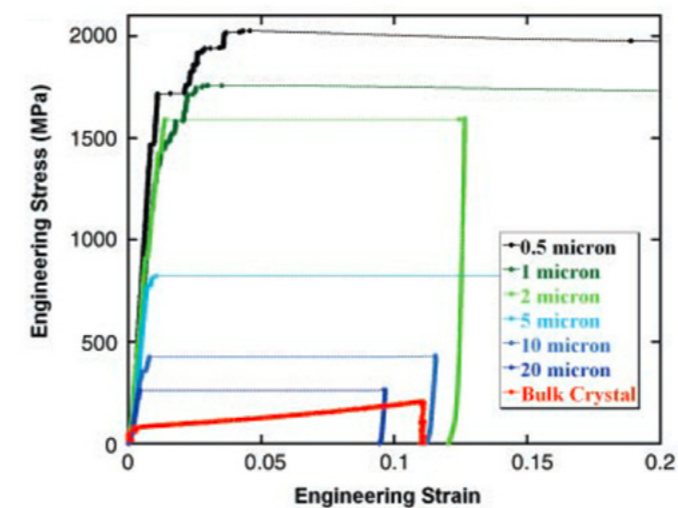 2000
1500
1000
500
0
Engineering Stress (MPa)
0.5 micron
1 micron
2 micron
5 micron
10 micron
20 micron
Bulk Crystal
0 0.05 0.1 0.15 0.2
Engineering Strain